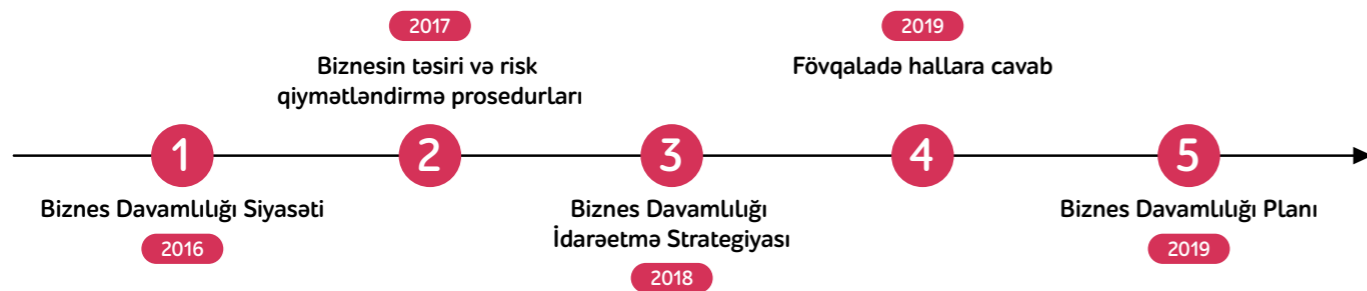 2017
Biznesin təsiri və risk
qiymətləndirmə prosedurları
2019
Fövqaladə hallara cavab
1
2
3
4
5
Biznes Davamlılığı Siyasəti
2016
Biznes Davamlılığı
İdarəetmə Strategiyası
2018
Biznes Davamlılığı Planı
2019